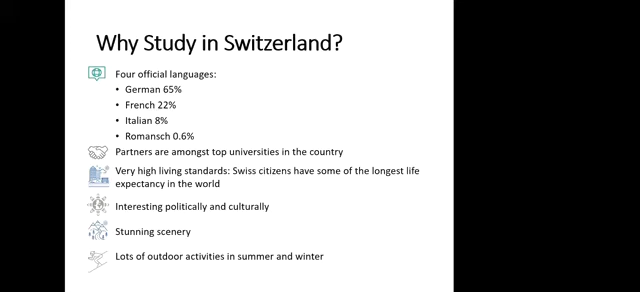 Why Study in Switzerland?
Four official languages:
• German 65%
• French 22%
• Italian 8%
• Romansch 0.6%
Partners are amongst top universities in the country
Very high living standards: Swiss citizens have some of the longest life
expectancy in the world
Interesting politically and culturally
Stunning scenery
Lots of outdoor activities in summer and winter